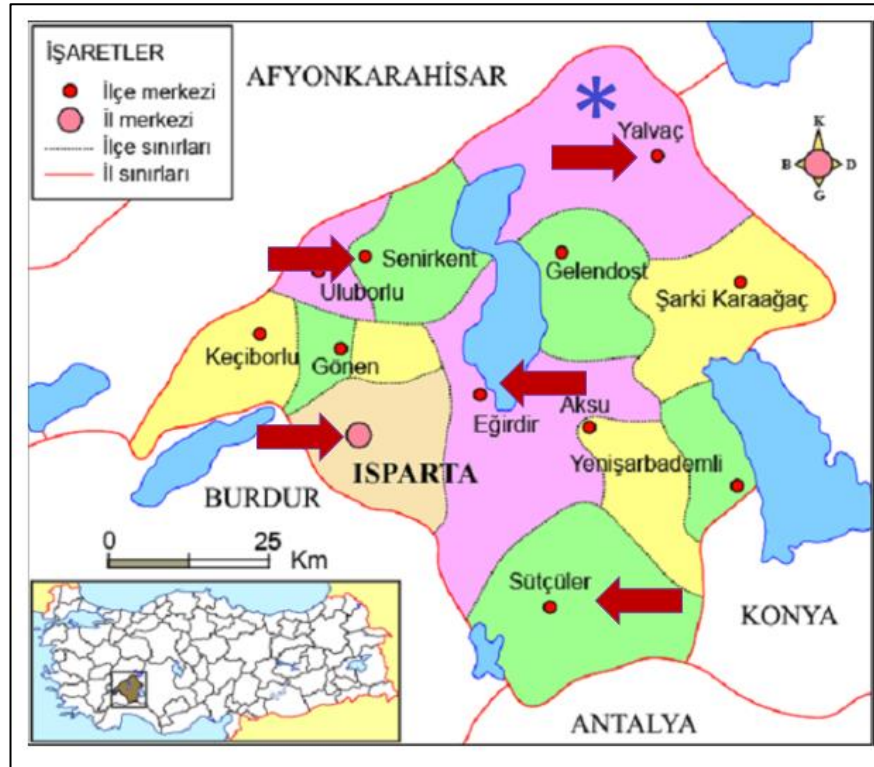 İŞARETLER
İlçe merkezi
İl merkezi
İlçe sınırları
İl sınırları
AFYONKARAHİSAR
Yalvaç
K
B
D
G
Senirkent
Uluborlu
Gelendost
Şarki Karaağaç
Keçiborlu
Gönen
Eğirdir
Aksu
Yenişarbademli
ISPARTA
BURDUR
0
25
Km
Sütçüler
KONYA
ANTALYA